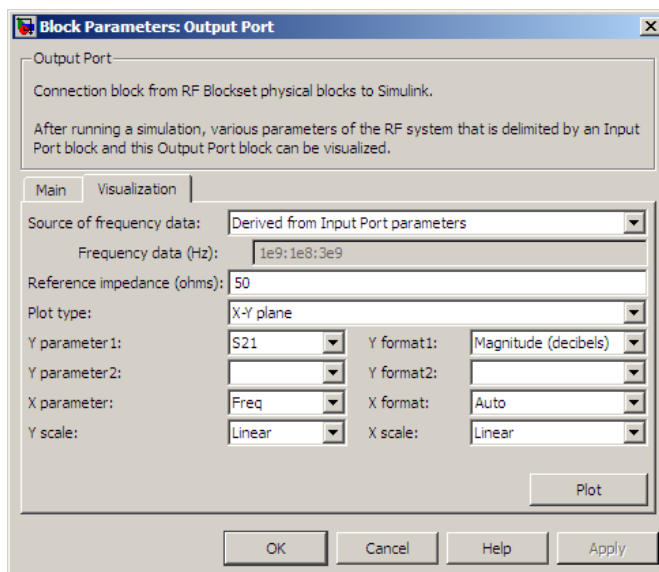 Block Parameters: Output Port
Output Port
Connection block from RF Blockset physical blocks to Simulink.
After running a simulation, various parameters of the RF system that is delimited by an Input
Port block and this Output Port block can be visualized.
Main Visualization
Source of frequency data: Derived from Input Port parameters
Frequency data (Hz): 1e9:1e8:3e9
Reference impedance (ohms): 50
Plot type: X-Y plane
Y parameter1: S21 Y format1: Magnitude (decibels)
Y parameter2: Y format2:
X parameter: Freq X format: Auto
Y scale: Linear X scale: Linear
Plot
OK Cancel Help Apply